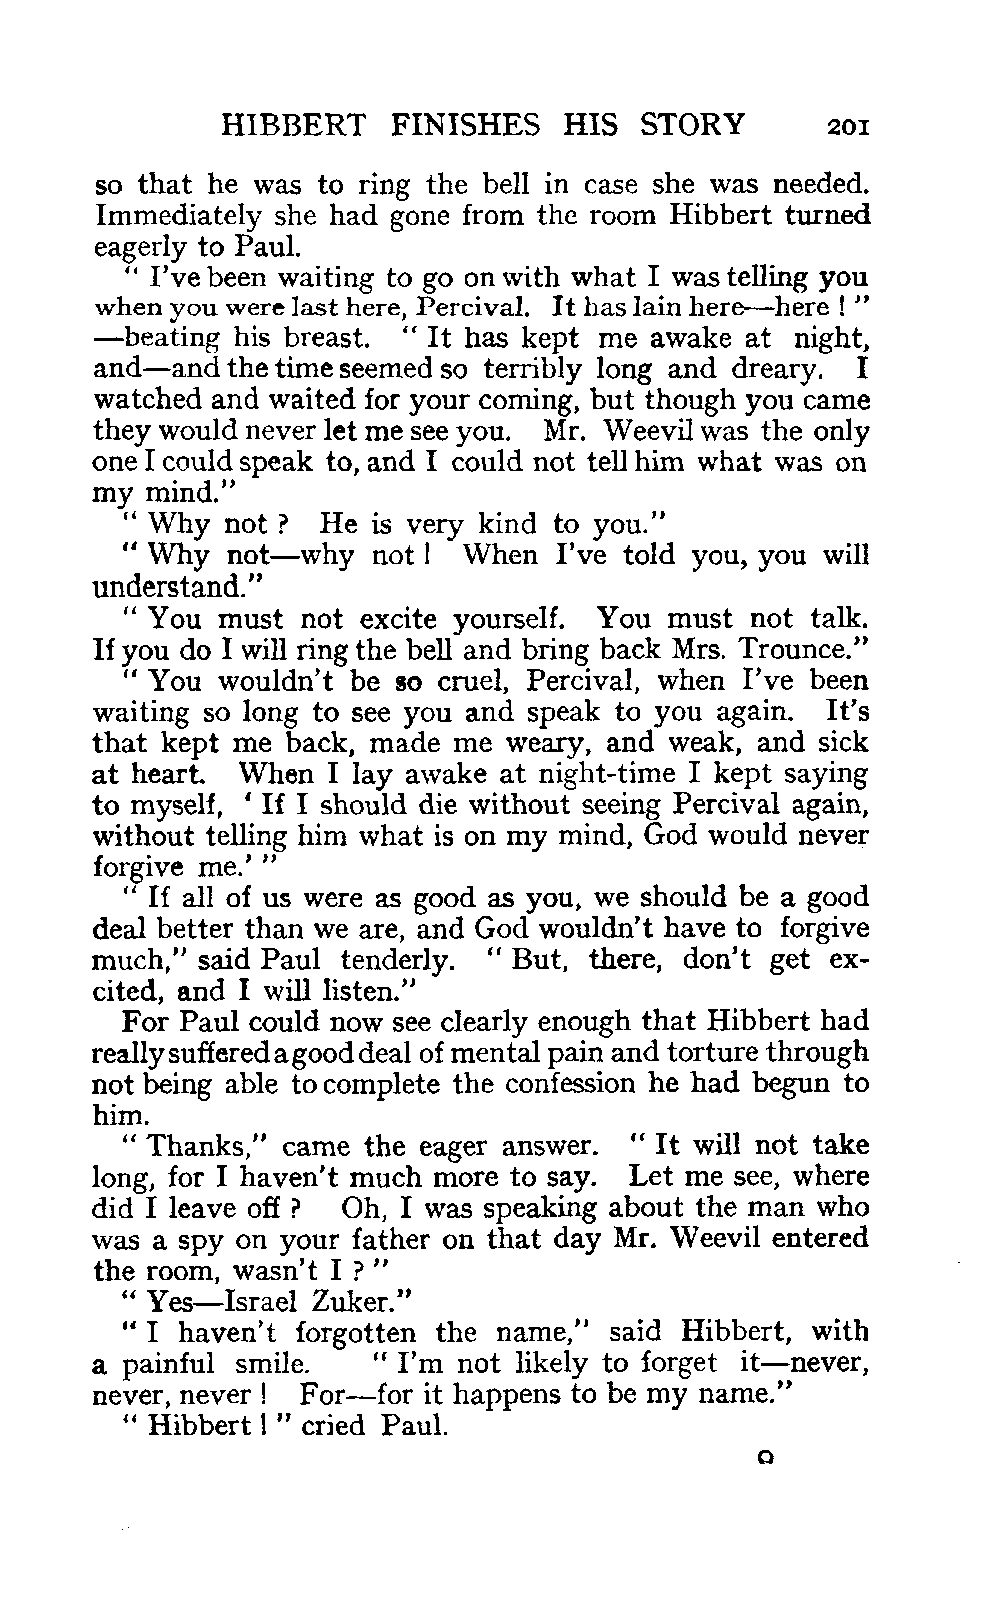 HIBBERT FINISHES HIS STORY 201
so that he was to ring the bell in case she was needed.
Immediately she had gone from the room Hibbert turned
eagerly to Paul.
" I've been waiting to go on with what I was telling you
when you were last here, Percival. It has lain here—here ! "
—beating his breast. " It has kept me awake at night,
and—and the time seemed so terribly long and dreary. I
watched and waited for your coming, but though you came
they would never let me see you. Mr. Weevil was the only
one I could speak to, and I could not tell him what was on
my mind."
" Why not ? He is very kind to you."
" Why not—why not ! When I've told you, you will
understand."
" You must not excite yourself. You must not talk.
If you do I will ring the bell and bring back Mrs. Trounce."
" You wouldn't be so cruel, Percival, when I've been
waiting so long to see you and speak to you again. It's
that kept me back, made me weary, and weak, and sick
at heart. When I lay awake at night-time I kept saying
to myself, ' If I should die without seeing Percival again,
without telling him what is on my mind, God would never
forgive me.' "
" If all of us were as good as you, we should be a good
deal better than we are, and God wouldn't have to forgive
much," said Paul tenderly. " But, there, don't get ex-
cited, and I will listen."
For Paul could now see clearly enough that Hibbert had
really suffered a good deal of mental pain and torture through
not being able to complete the confession he had begun to
him.
" Thanks," came the eager answer. " It will not take
long, for I haven't much more to say. Let me see, where
did I leave off ? Oh, I was speaking about the man who
was a spy on your father on that day Mr. Weevil entered
the room, wasn't I ? "
" Yes—Israel Zuker."
" I haven't forgotten the name," said Hibbert, with
a painful smile. " I'm not likely to forget it—never,
never, never ! For—for it happens to be my name."
" Hibbert ! " cried Paul.
O